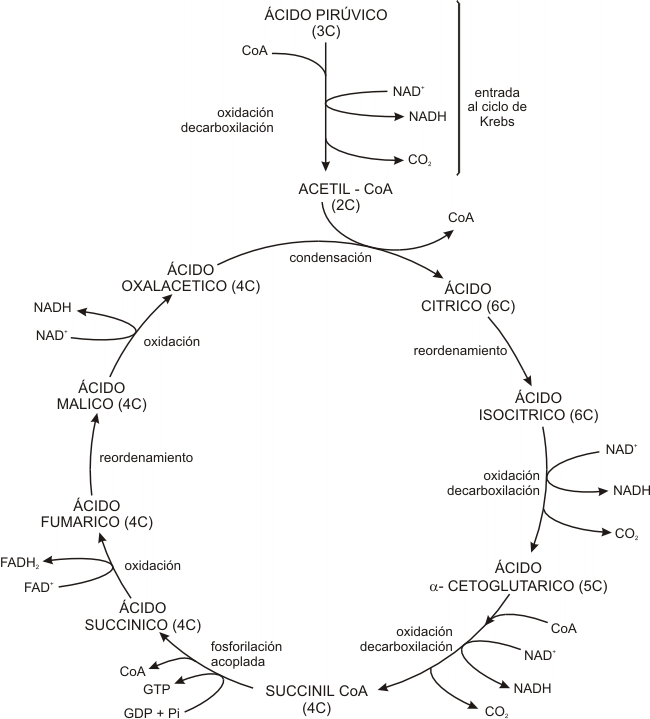 ÁCIDO PIRÚVICO
(3C)
CoA
NAD⁺
NADH
oxidación
decarboxilación
CO₂
entrada
al ciclo de
Krebs
ACETIL - CoA
(2C)
CoA
condensación
ÁCIDO
OXALACETICO (4C)
ÁCIDO
CITRICO (6C)
NADH
NAD⁺
oxidación
reordenamiento
ÁCIDO
MALICO (4C)
ÁCIDO
ISOCITRICO (6C)
reordenamiento
NAD⁺
oxidación
decarboxilación
NADH
CO₂
ÁCIDO
FUMARICO (4C)
FADH₂
FAD⁺
oxidación
ÁCIDO
α- CETOGLUTARICO (5C)
ÁCIDO
SUCCINICO (4C)
CoA
oxidación
decarboxilación
NAD⁺
NADH
CO₂
fosforilación
acoplada
CoA
GTP
GDP + Pi
SUCCINIL CoA
(4C)